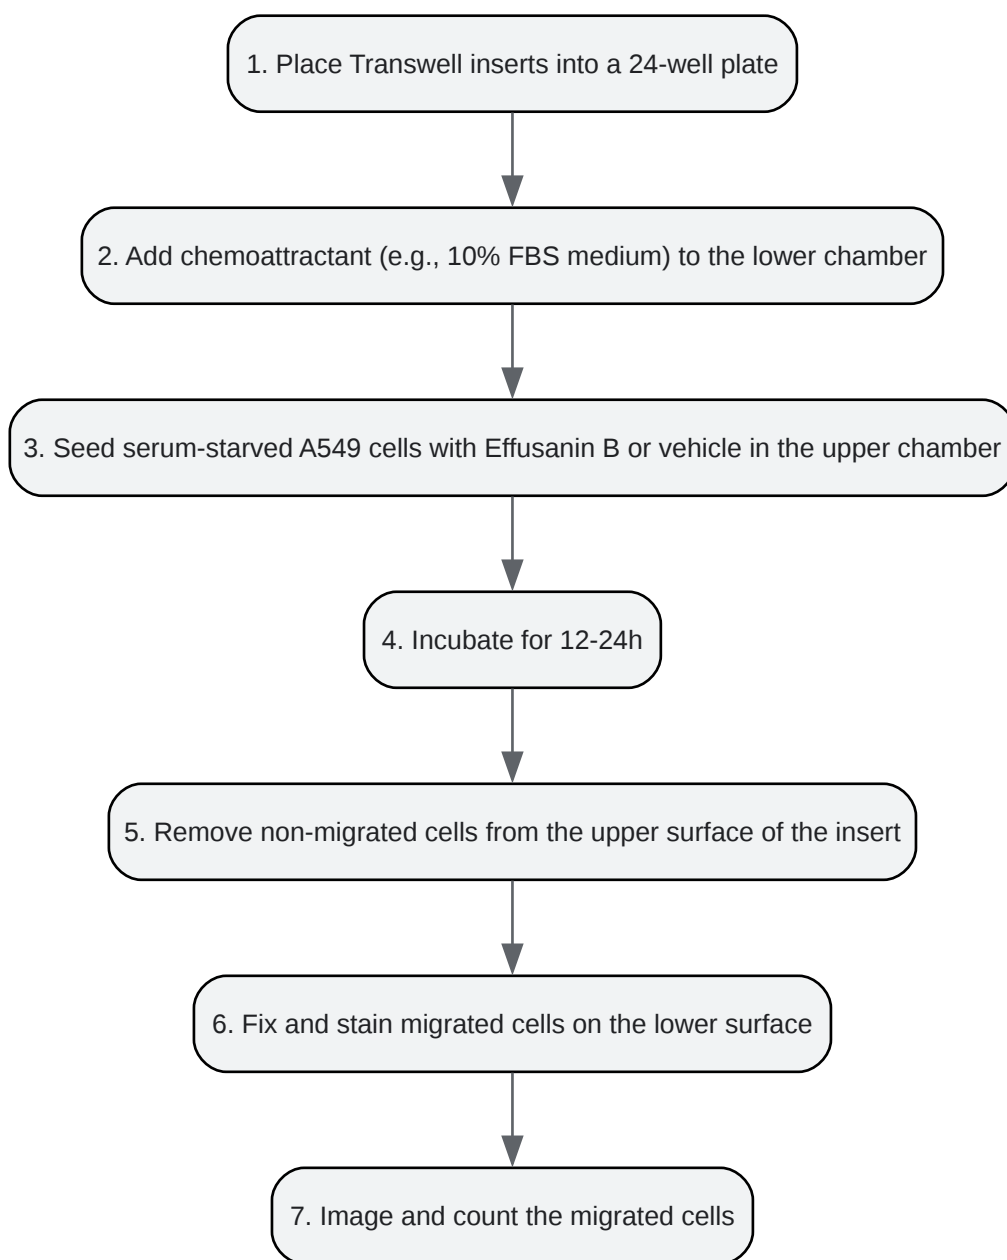 1. Place Transwell inserts into a 24-well plate
2. Add chemoattractant (e.g., 10% FBS medium) to the lower chamber
3. Seed serum-starved A549 cells with Effusanin B or vehicle in the upper chamber
4. Incubate for 12-24h
5. Remove non-migrated cells from the upper surface of the insert
6. Fix and stain migrated cells on the lower surface
7. Image and count the migrated cells